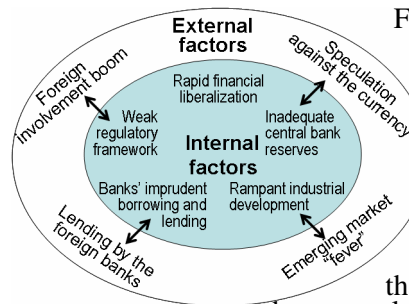 F
External
factors
Foreign
involvement boom
Speculation
against the currency
Rapid financial
liberalization
Weak
regulatory
framework
Inadequate
central bank
reserves
Internal
factors
Banks' imprudent
borrowing and
lending
Rampant industrial
development
Lending by the
foreign banks
Emerging market
"fever"
th